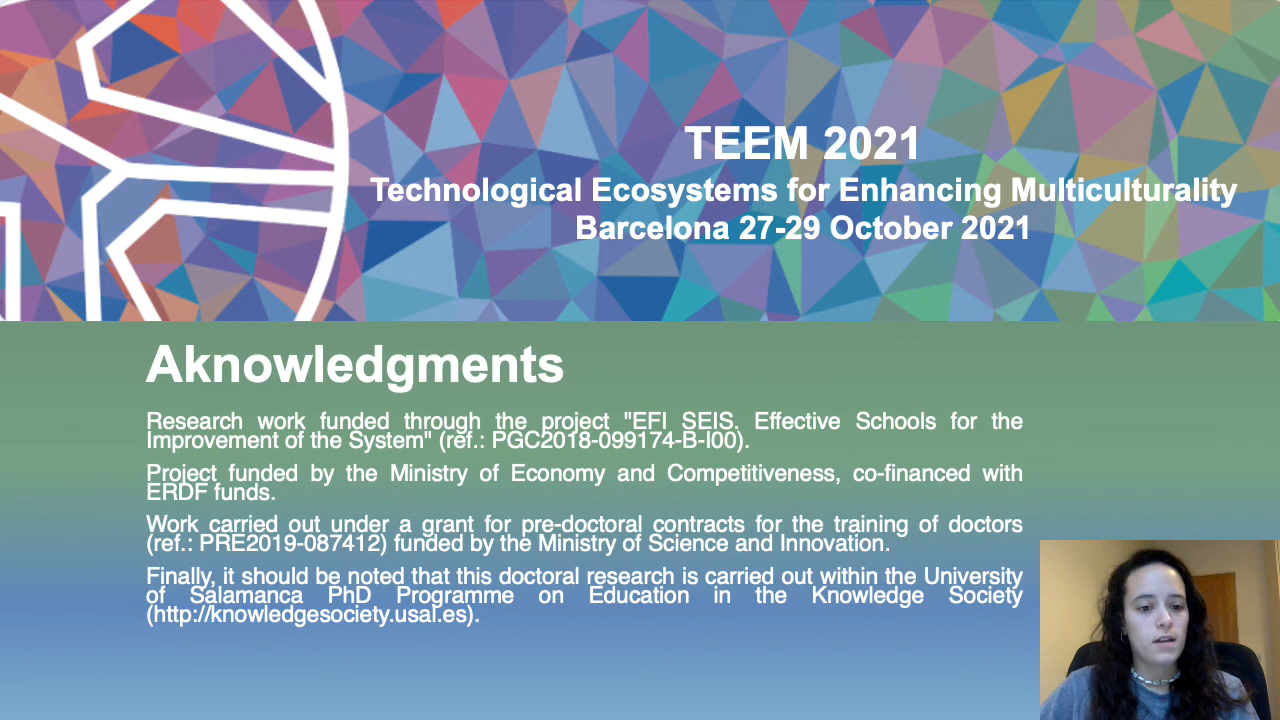 TEEM 2021
Technological Ecosystems for Enhancing Multiculturality
Barcelona 27-29 October 2021
Aknowledgments
Research work funded through the project "EFI SEIS. Effective Schools for the
Improvement of the System" (ref.: PGC2018-099174-B-I00).
Project funded by the Ministry of Economy and Competitiveness, co-financed with
ERDF funds.
Work carried out under a grant for pre-doctoral contracts for the training of doctors
(ref.: PRE2019-087412) funded by the Ministry of Science and Innovation.
Finally, it should be noted that this doctoral research is carried out within the University
of Salamanca PhD Programme on Education in the Knowledge Society
(http://knowledgesociety.usal.es).